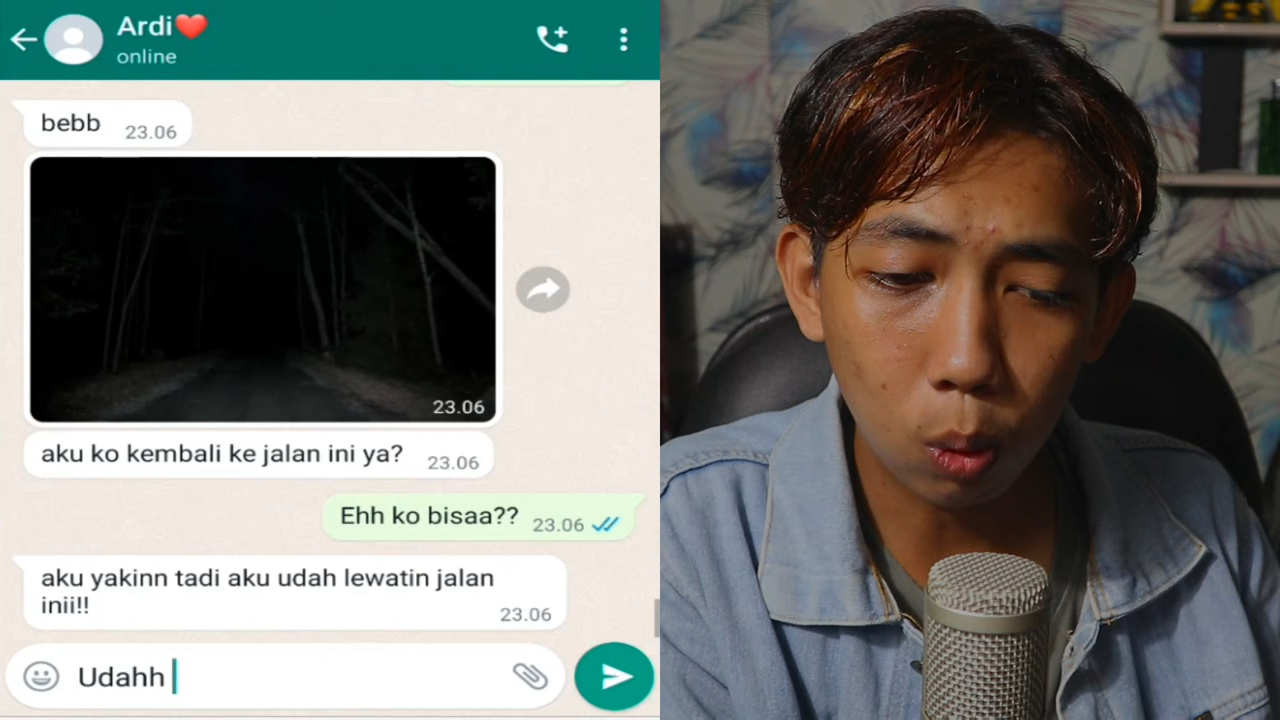 Ardi❤️
online
bebb 23.06
23.06
aku ko kembali ke jalan ini ya? 23.06
Ehh ko bisaa?? 23.06
aku yakinn tadi aku udah lewatin jalan
inii!! 23.06
Udahh